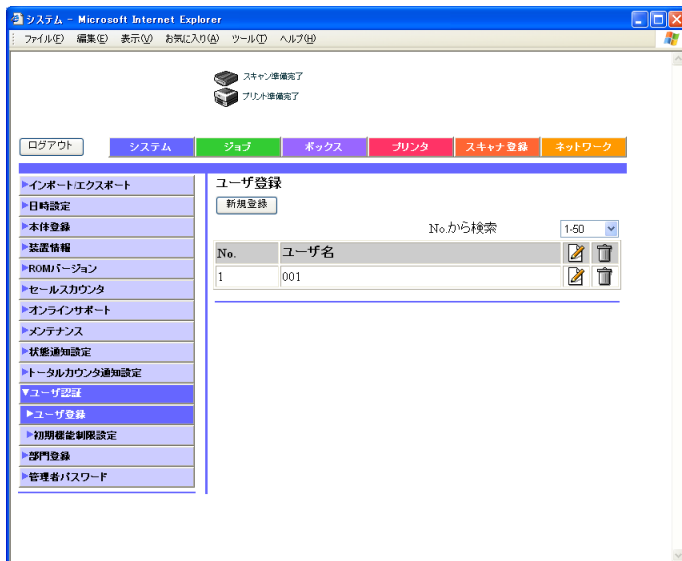 システム - Microsoft Internet Explorer
ファイル(F) 編集(E) 表示(V) お気に入り(A) ツール(T) ヘルプ(H)
スキャン準備完了
プリント準備完了
ログアウト システム ジョブ ボックス プリンタ スキャナ登録 ネットワーク
▶インポート/エクスポート
▶日時設定
▶本体登録
▶装置情報
▶ROMバージョン
▶セールスカウンタ
▶オンラインサポート
▶メンテナンス
▶状態通知設定
▶トータルカウンタ通知設定
▼ユーザ認証
▶ユーザ登録
▶初期機能制限設定
▶部門登録
▶管理者パスワード
ユーザ登録
新規登録
No.から検索 1-50
No. ユーザ名
1 001